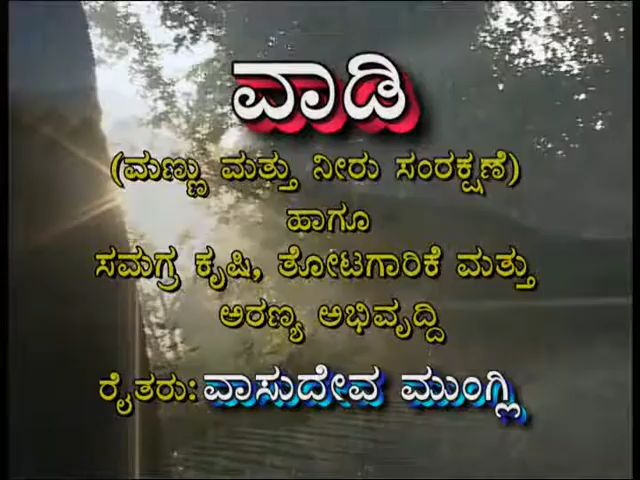 ವಾಡಿ
(ಮಣ್ಣು ಮತ್ತು ನೀರು ಸಂರಕ್ಷಣೆ)
ಹಾಗೂ
ಸಮಗ್ರ ಕೃಷಿ, ತೋಟಗಾರಿಕೆ ಮತ್ತು
ಅರಣ್ಯ ಅಭಿವೃದ್ದಿ
ರೈತರು: ವಾಸುದೇವ ಮುಂಗ್ಲಿ